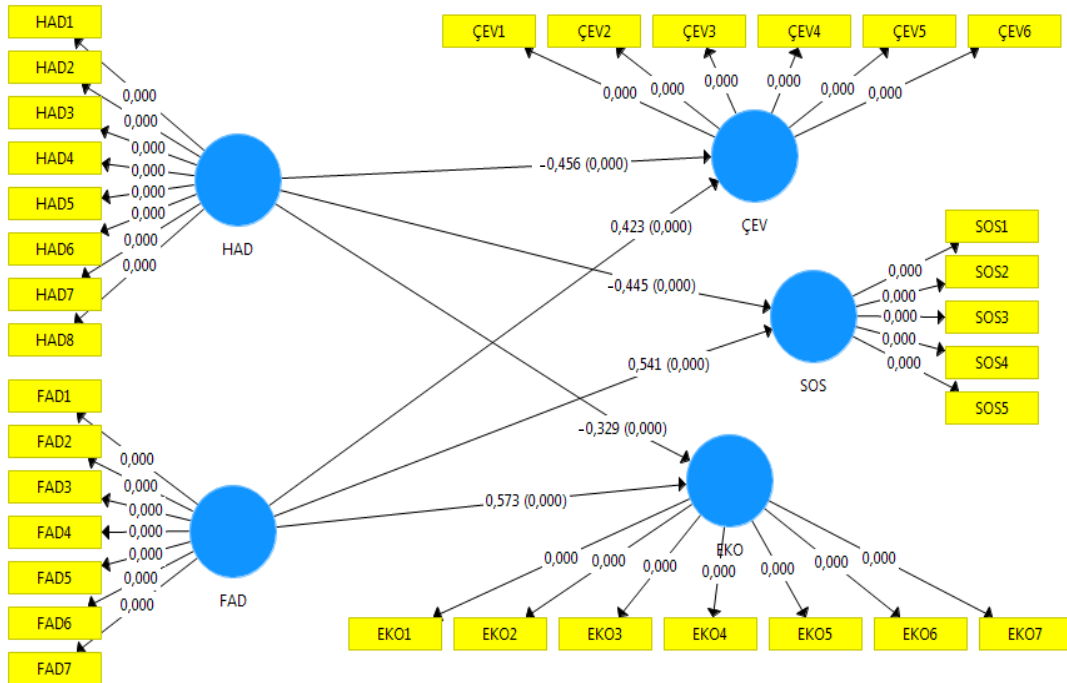 HAD1
HAD2
HAD3
HAD4
HAD5
HAD6
HAD7
HAD8
0,000
0,000
0,000
0,000
0,000
0,000
0,000
0,000
HAD
ÇEV1
ÇEV2
ÇEV3
ÇEV4
ÇEV5
ÇEV6
0,000
0,000
0,000
0,000
0,000
0,000
ÇEV
-0,456 (0,000)
0,423 (0,000)
-0,445 (0,000)
0,541 (0,000)
-0,329 (0,000)
0,573 (0,000)
SOS1
SOS2
SOS3
SOS4
SOS5
0,000
0,000
0,000
0,000
0,000
SOS
FAD1
FAD2
FAD3
FAD4
FAD5
FAD6
FAD7
0,000
0,000
0,000
0,000
0,000
0,000
0,000
FAD
EKO
0,000
0,000
0,000
0,000
0,000
0,000
0,000
EKO1
EKO2
EKO3
EKO4
EKO5
EKO6
EKO7